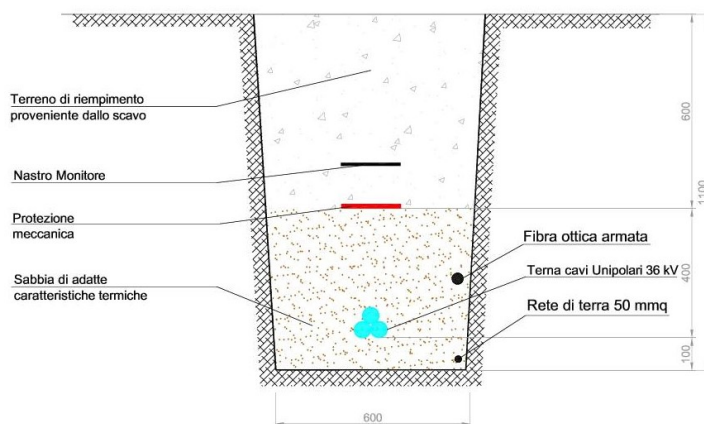 Terreno di riempimento
proveniente dallo scavo
Nastro Monitore
Protezione
meccanica
Sabbia di adatte
caratteristiche termiche
Fibra ottica armata
Terna cavi Unipolari 36 kV
Rete di terra 50 mmq
600
1100
400
100
600